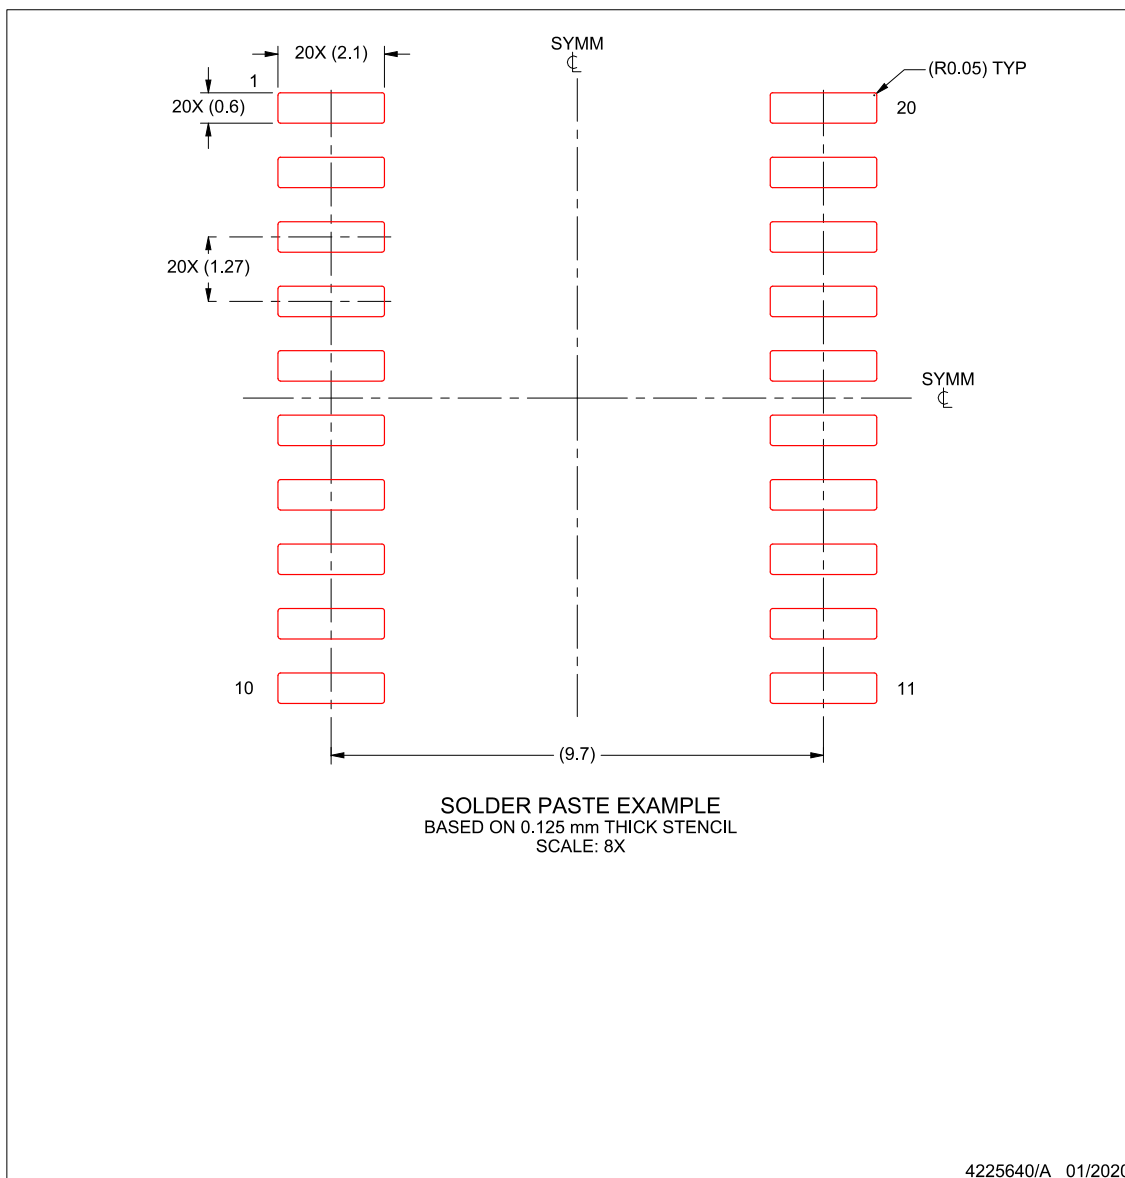 20X (2.1)
SYMM
(R0.05) TYP
1
20X (0.6)
20
20X (1.27)
SYMM
10
11
(9.7)
SOLDER PASTE EXAMPLE
BASED ON 0.125 mm THICK STENCIL
SCALE: 8X
4225640/A 01/2020